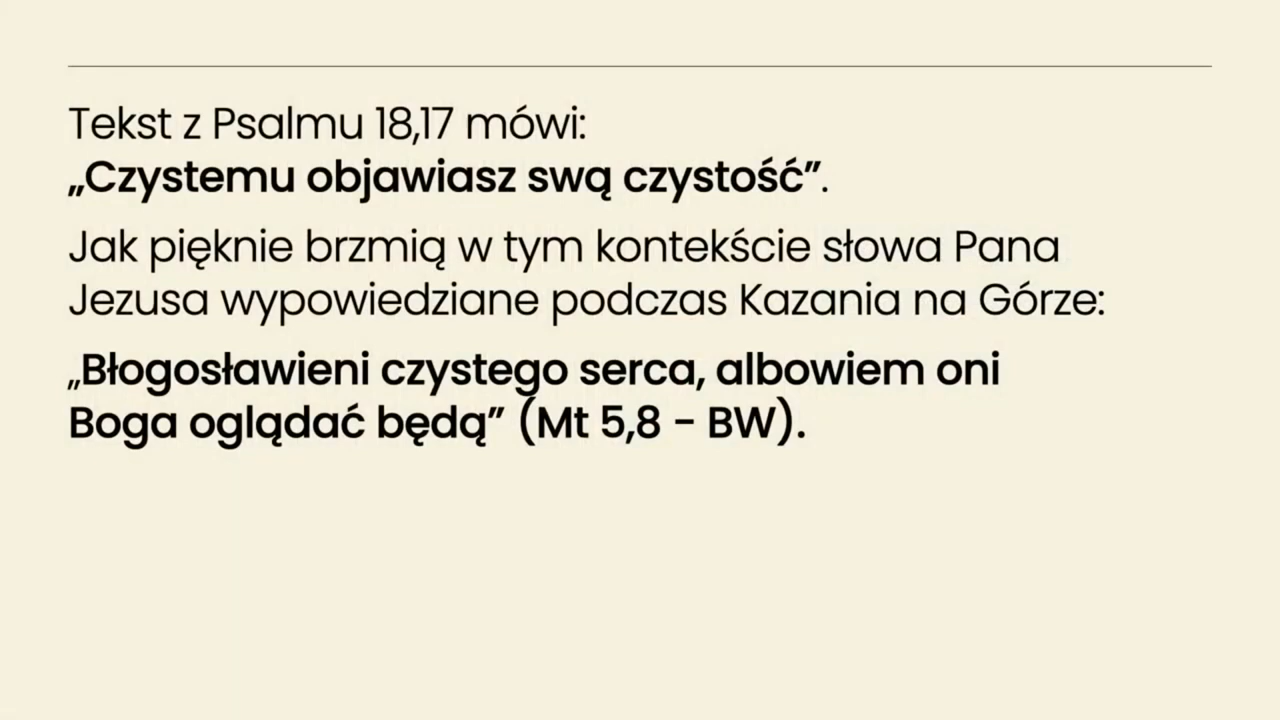 Tekst z Psalmu 18,17 mówi:
„Czystemu objawiasz swą czystość”.
Jak pięknie brzmią w tym kontekście słowa Pana
Jezusa wypowiedziane podczas Kazania na Górze:
„Błogosławieni czystego serca, albowiem oni
Boga oglądać będą” (Mt 5,8 - BW).